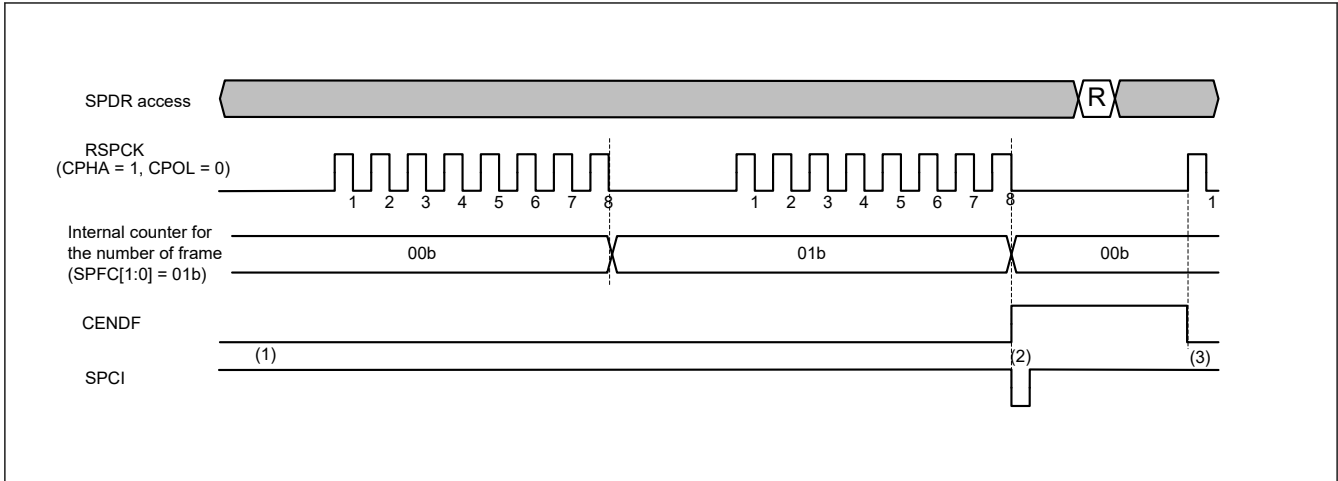 SPDR access
R
RSPCK
(CPHA = 1, CPOL = 0)
1 2 3 4 5 6 7 8 1 2 3 4 5 6 7 8 1
Internal counter for
the number of frame
(SPFC[1:0] = 01b)
00b 01b 00b
CENDF
(1) (2) (3)
SPCI